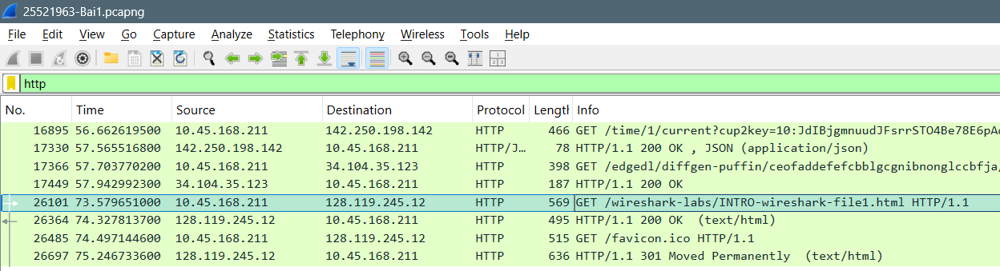 25521963-Bai1.pcapng
File Edit View Go Capture Analyze Statistics Telephony Wireless Tools Help
http
No. Time Source Destination Protocol Length Info
16895 56.662619500 10.45.168.211 142.250.198.142 HTTP 466 GET /time/1/current?cup2key=10:JdIBjgmnuudJFsrrSTO4Be78E6pA
17330 57.565516800 142.250.198.142 10.45.168.211 HTTP/J… 78 HTTP/1.1 200 OK , JSON (application/json)
17366 57.703770200 10.45.168.211 34.104.35.123 HTTP 398 GET /edgedl/diffgen-puffin/ceofaddefefcbblgcgnibnonglccbfja/
17449 57.942992300 34.104.35.123 10.45.168.211 HTTP 187 HTTP/1.1 200 OK
26101 73.579651000 10.45.168.211 128.119.245.12 HTTP 569 GET /wireshark-labs/INTRO-wireshark-file1.html HTTP/1.1
26364 74.327813700 128.119.245.12 10.45.168.211 HTTP 495 HTTP/1.1 200 OK (text/html)
26485 74.497144600 10.45.168.211 128.119.245.12 HTTP 515 GET /favicon.ico HTTP/1.1
26697 75.246733600 128.119.245.12 10.45.168.211 HTTP 636 HTTP/1.1 301 Moved Permanently (text/html)